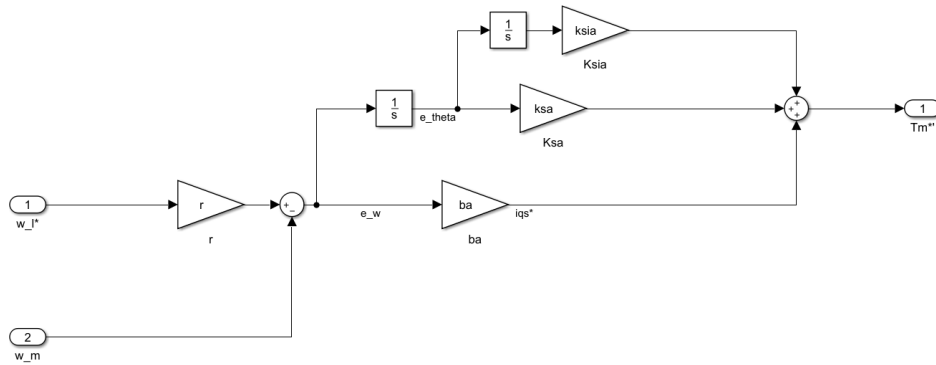 1
s
ksia
Ksia
1
s
e_theta
ksa
Ksa
+
+
+
1
Tm*'
1
w_l*
r
r
+
−
e_w
ba
ba
iqs*
2
w_m